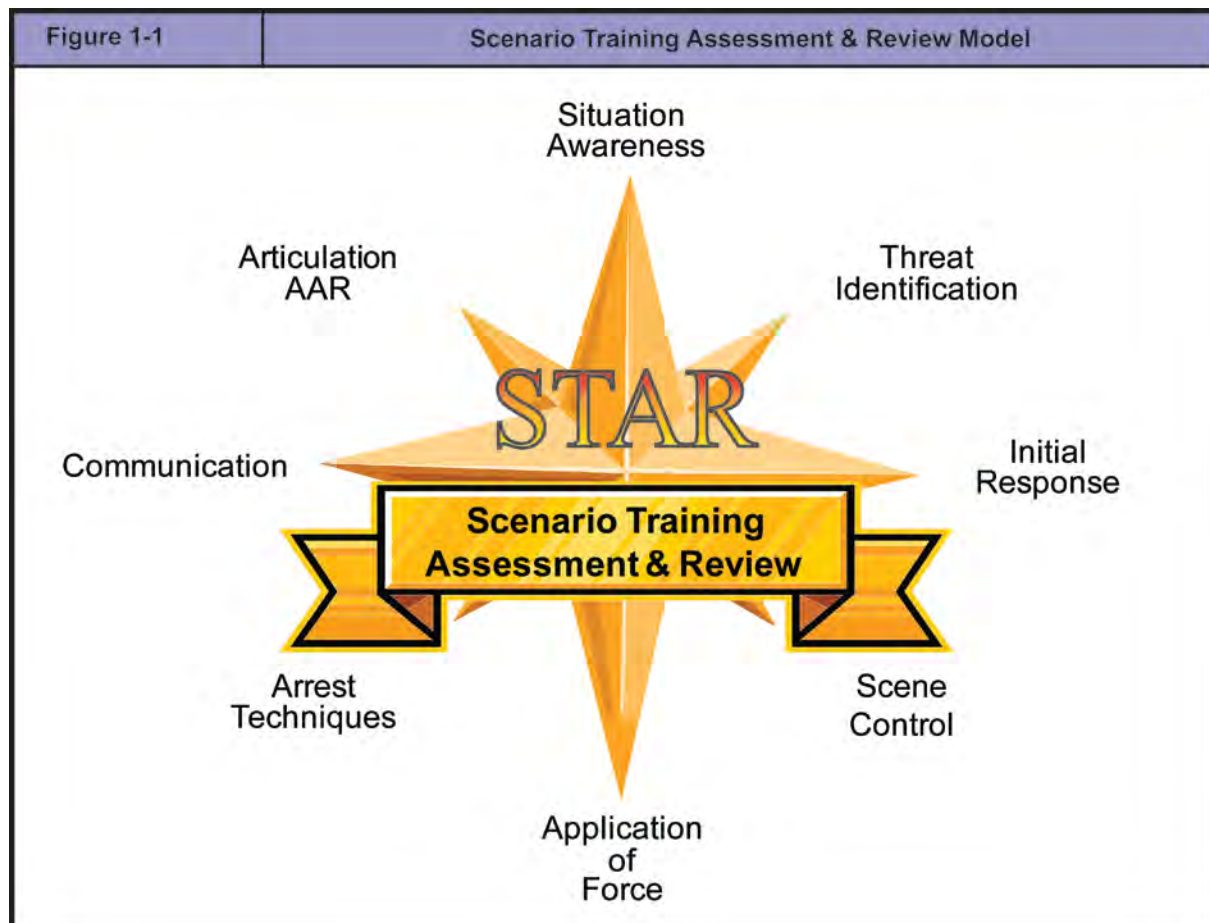 Figure 1-1
Scenario Training Assessment & Review Model
Situation
Awareness
Articulation
AAR
Threat
Identification
STAR
Communication
Initial
Response
Scenario Training
Assessment & Review
Arrest
Techniques
Scene
Control
Application
of
Force